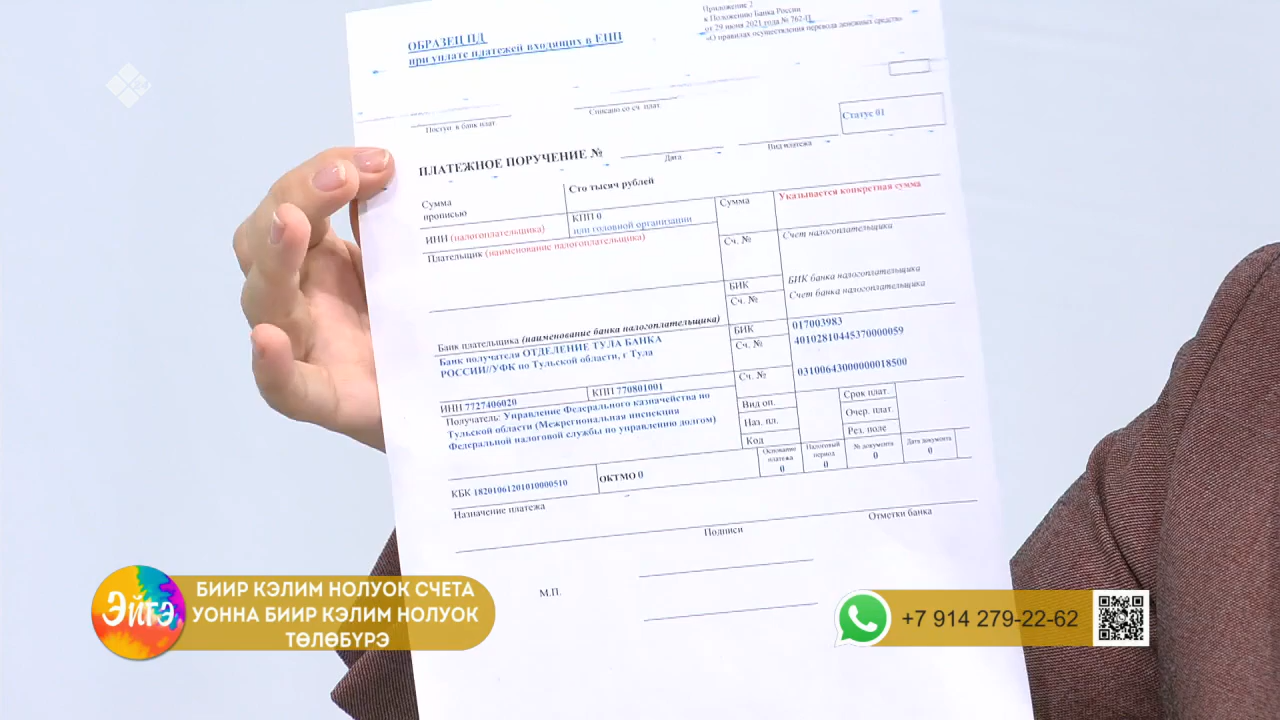 Приложение 2
к Положению Банка России
от 29 июня 2021 года № 762-П
«О правилах осуществления перевода денежных средств»
ОБРАЗЕЦ ПД
при уплате платежей входящих в ЕНП
Поступ. в банк плат.
Списано со сч. плат.
Статус 01
ПЛАТЕЖНОЕ ПОРУЧЕНИЕ №
Дата
Вид платежа
Сумма
прописью
Сто тысяч рублей
ИНН (налогоплательщика)
КПП 0
или головной организации
Сумма
Указывается конкретная сумма
Плательщик (наименование налогоплательщика)
Сч. №
Счет налогоплательщика
БИК
БИК банка налогоплательщика
Сч. №
Счет банка налогоплательщика
Банк плательщика (наименование банка налогоплательщика)
Банк получателя ОТДЕЛЕНИЕ ТУЛА БАНКА
РОССИИ//УФК по Тульской области, г Тула
БИК
017003983
Сч. №
40102810445370000059
ИНН 7727406020
КПП 770801001
Сч. №
03100643000000018500
Получатель: Управление Федерального казначейства по
Тульской области (Межрегиональная инспекция
Федеральной налоговой службы по управлению долгом)
Вид оп.
Срок плат.
Наз. пл.
Очер. плат.
Код
Рез. поле
КБК 18201061201010000510
ОКТМО 0
Основание
платежа
0
Налоговый
период
0
№ документа
0
Дата документа
0
Назначение платежа
Подписи
Отметки банка
М.П.
Эйгэ
БИИР КЭЛИМ НОЛУОК СЧЕТА
УОННА БИИР КЭЛИМ НОЛУОК
ТӨЛӨБҮРЭ
+7 914 279-22-62